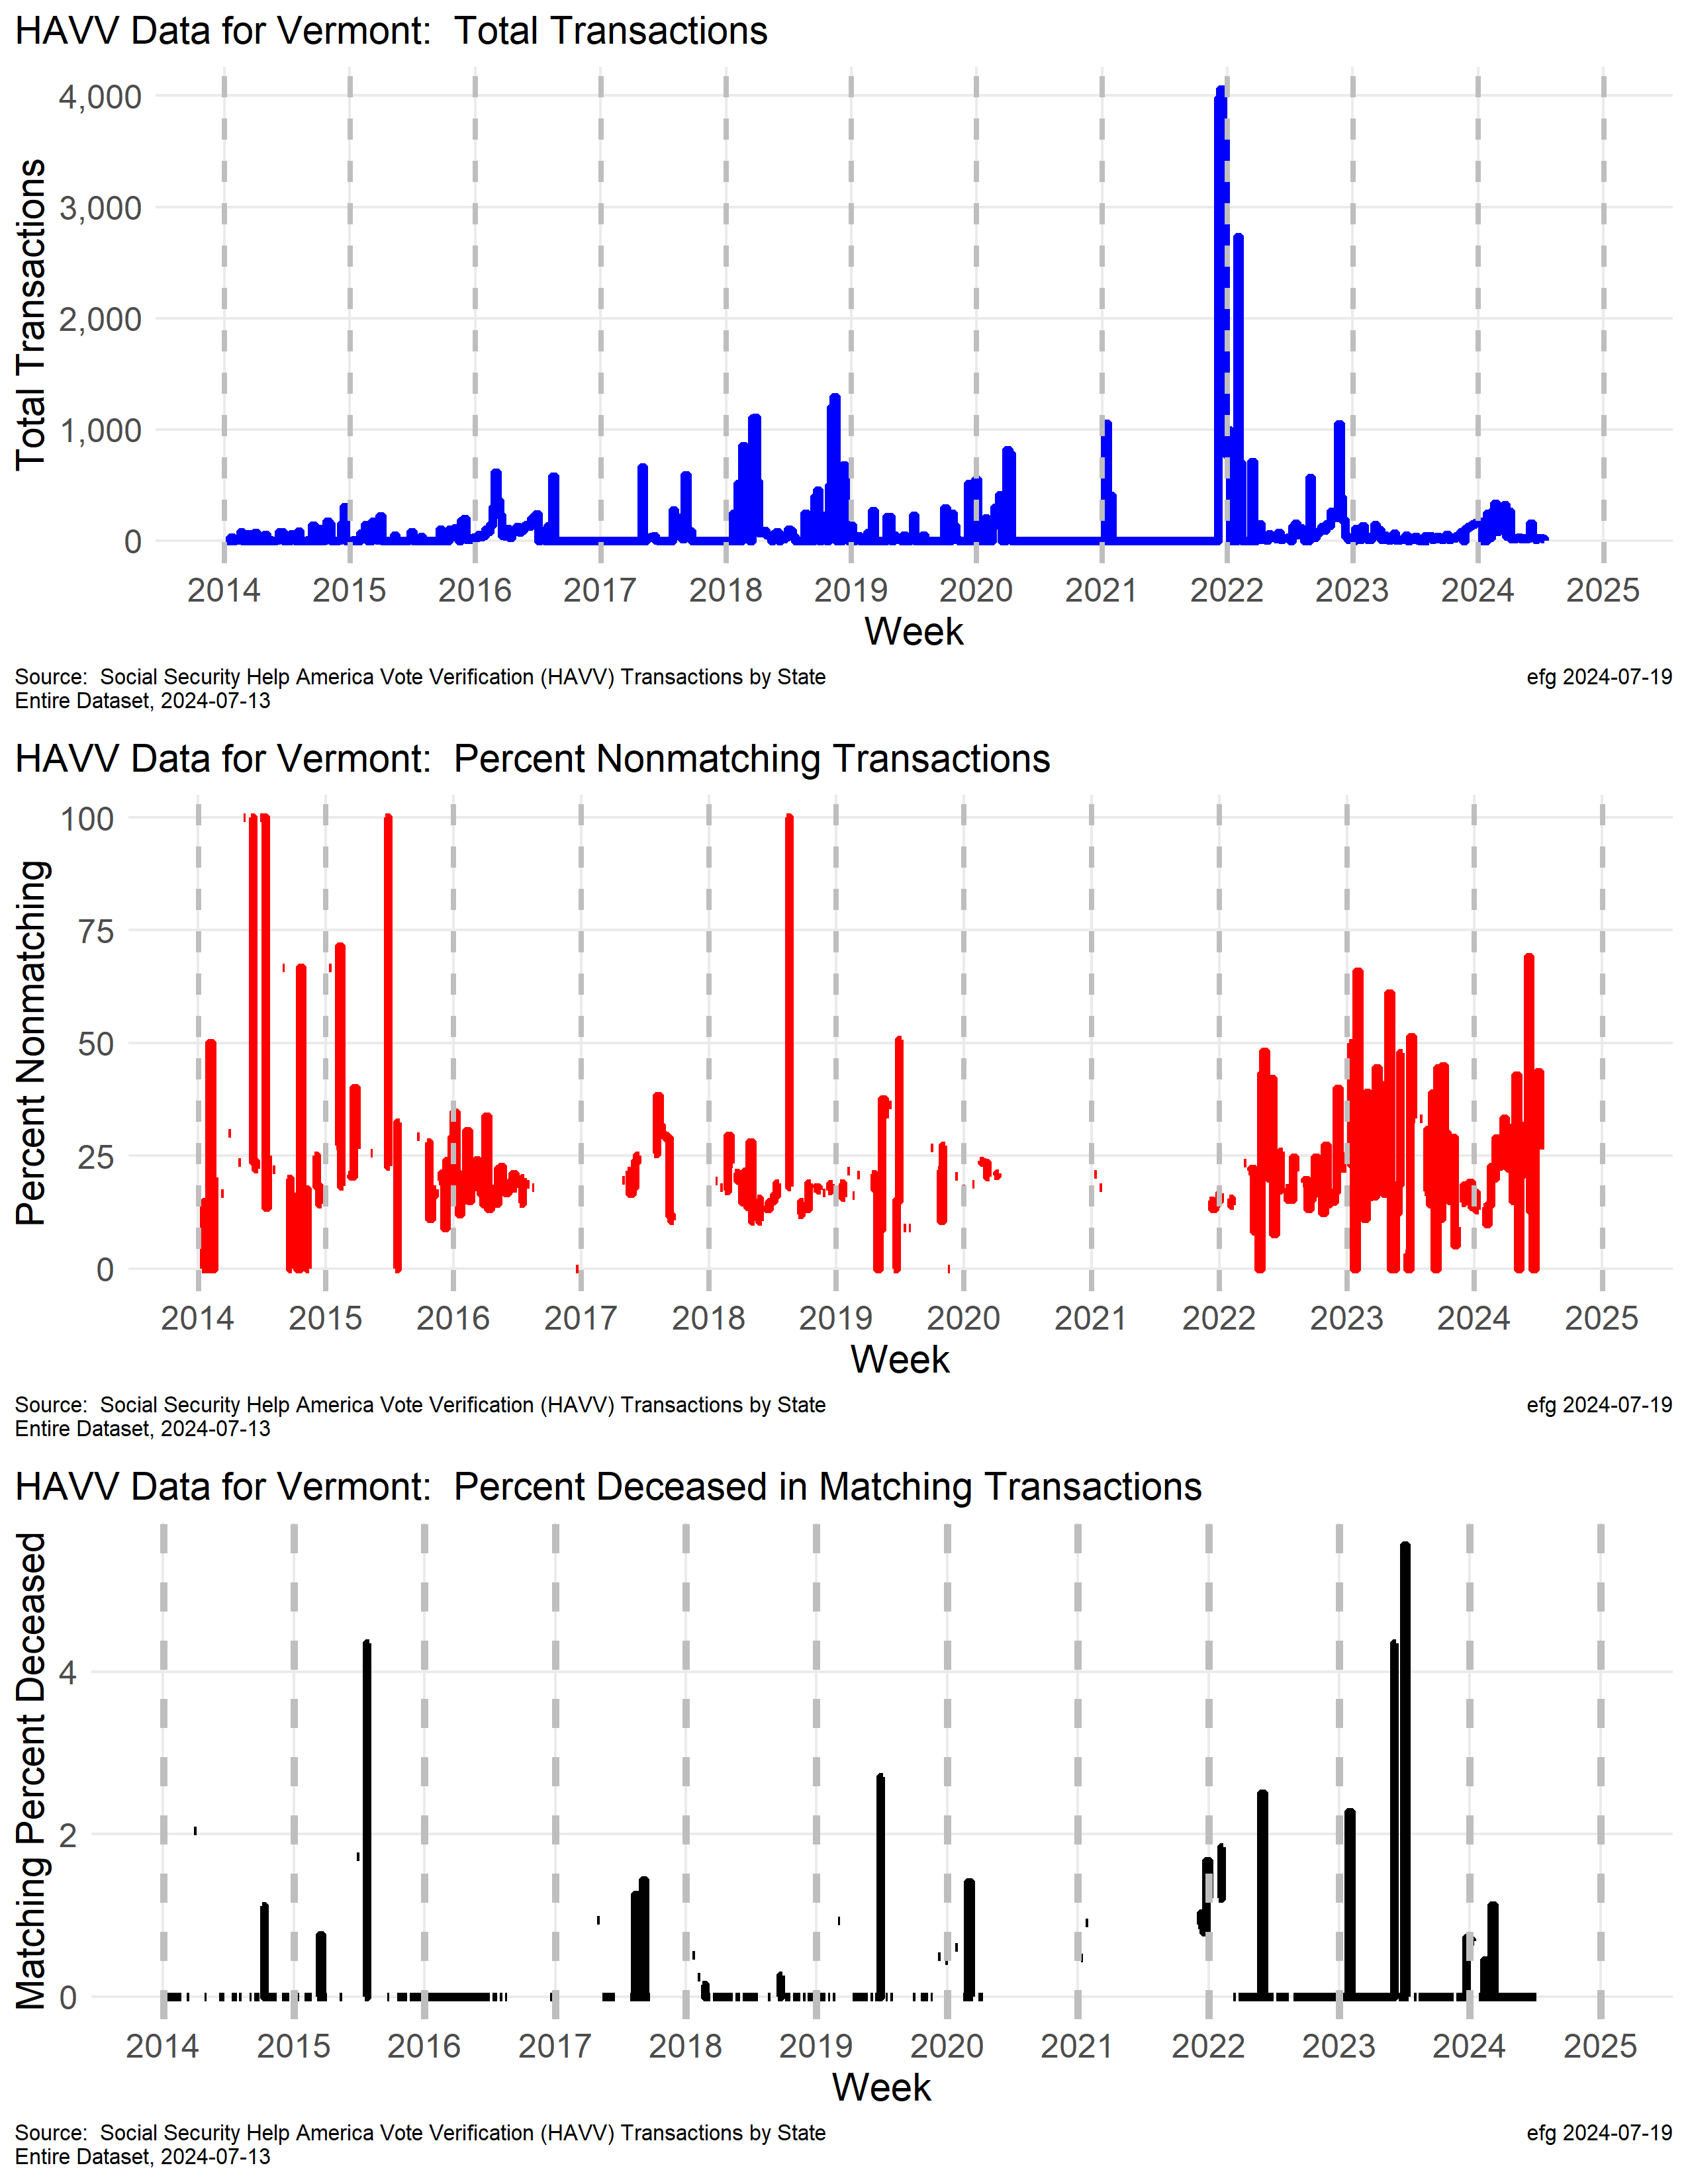 HAVV Data for Vermont:  Total Transactions
Total Transactions
4,000
3,000
2,000
1,000
0
2014 2015 2016 2017 2018 2019 2020 2021 2022 2023 2024 2025
Week
Source:  Social Security Help America Vote Verification (HAVV) Transactions by State
Entire Dataset, 2024-07-13
efg 2024-07-19
HAVV Data for Vermont:  Percent Nonmatching Transactions
Percent Nonmatching
100
75
50
25
0
2014 2015 2016 2017 2018 2019 2020 2021 2022 2023 2024 2025
Week
Source:  Social Security Help America Vote Verification (HAVV) Transactions by State
Entire Dataset, 2024-07-13
efg 2024-07-19
HAVV Data for Vermont:  Percent Deceased in Matching Transactions
Matching Percent Deceased
4
2
0
2014 2015 2016 2017 2018 2019 2020 2021 2022 2023 2024 2025
Week
Source:  Social Security Help America Vote Verification (HAVV) Transactions by State
Entire Dataset, 2024-07-13
efg 2024-07-19